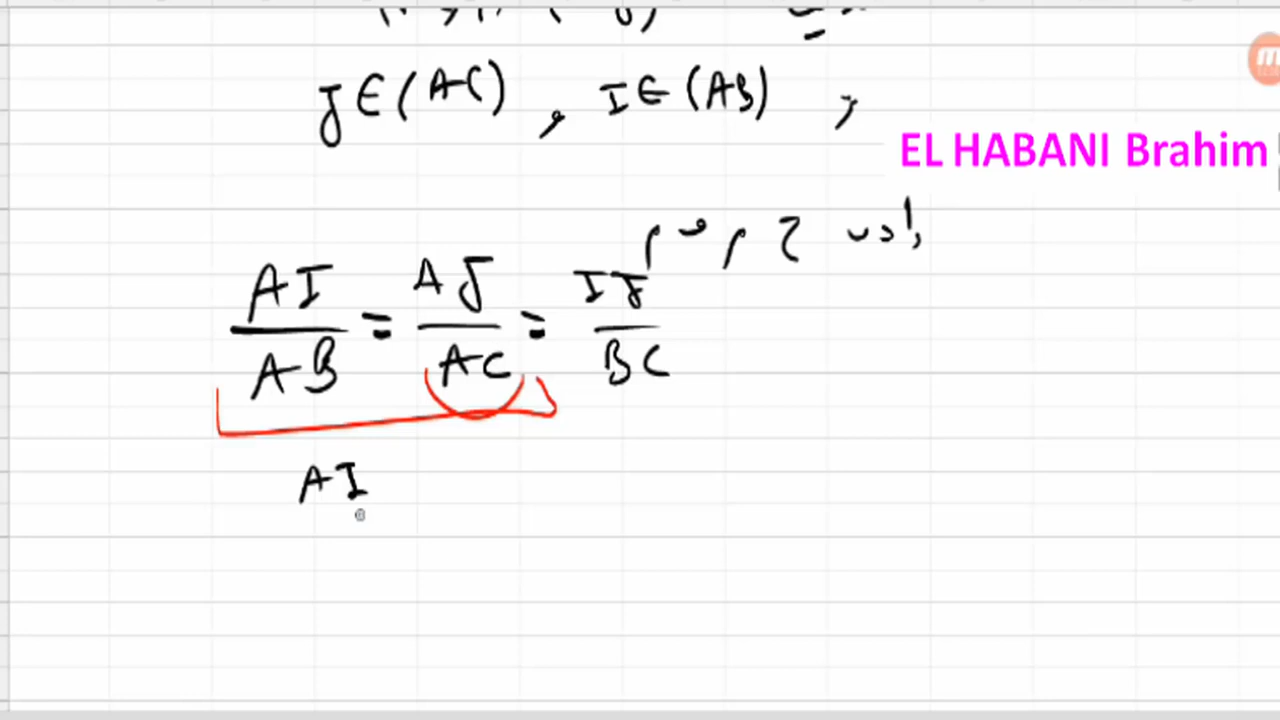 J∈(AC) , I∈(AB) ,
EL HABANI Brahim
AI/AB = AJ/AC = IJ/BC
AI